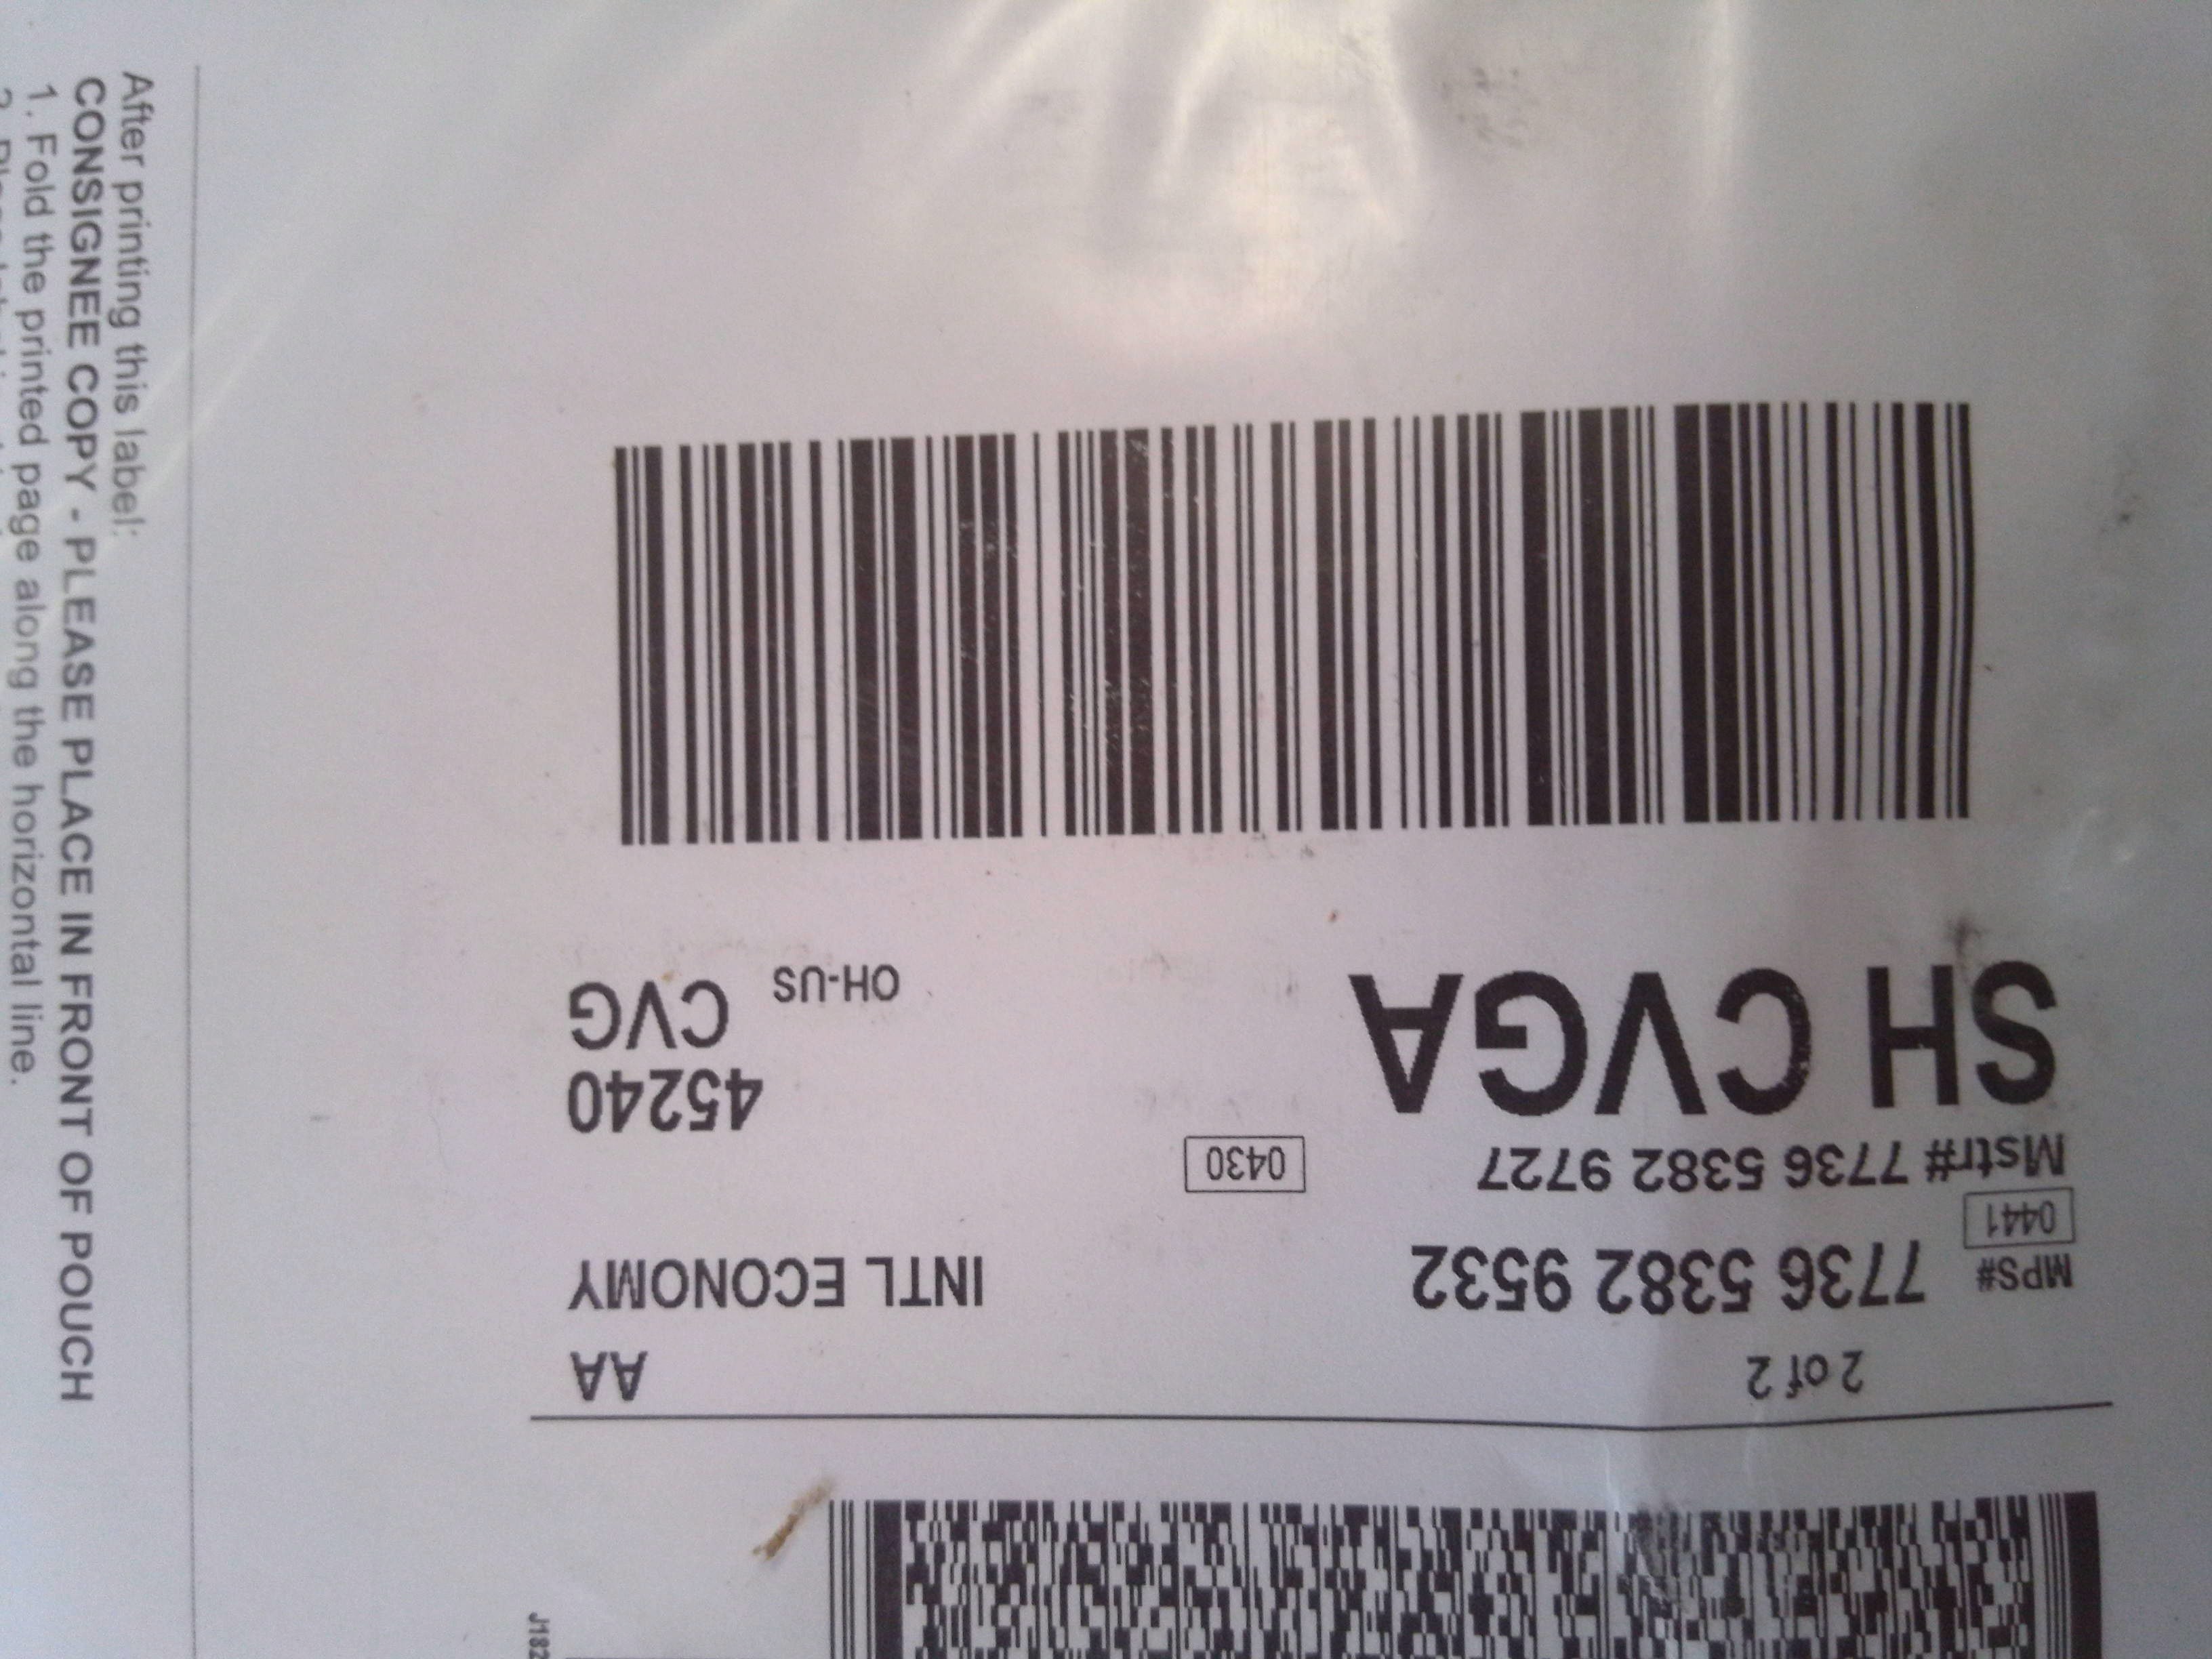 2 of 2
AA
MPS# 7736 5382 9532
INTL ECONOMY
0441
Mstr# 7736 5382 9727
0430
45240
SH CVGA
OH-US
CVG
J182
After printing this label:
CONSIGNEE COPY - PLEASE PLACE IN FRONT OF POUCH
1. Fold the printed page along the horizontal line.